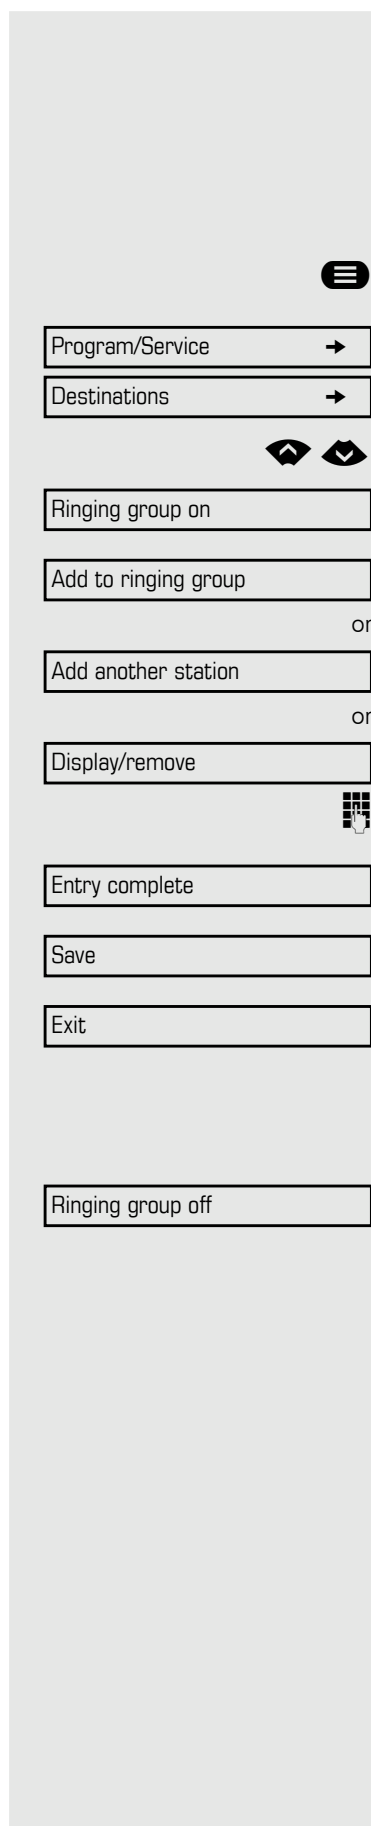 Program/Service →
Destinations →
Ringing group on
Add to ringing group
or
Add another station
or
Display/remove
Entry complete
Save
Exit
Ringing group off